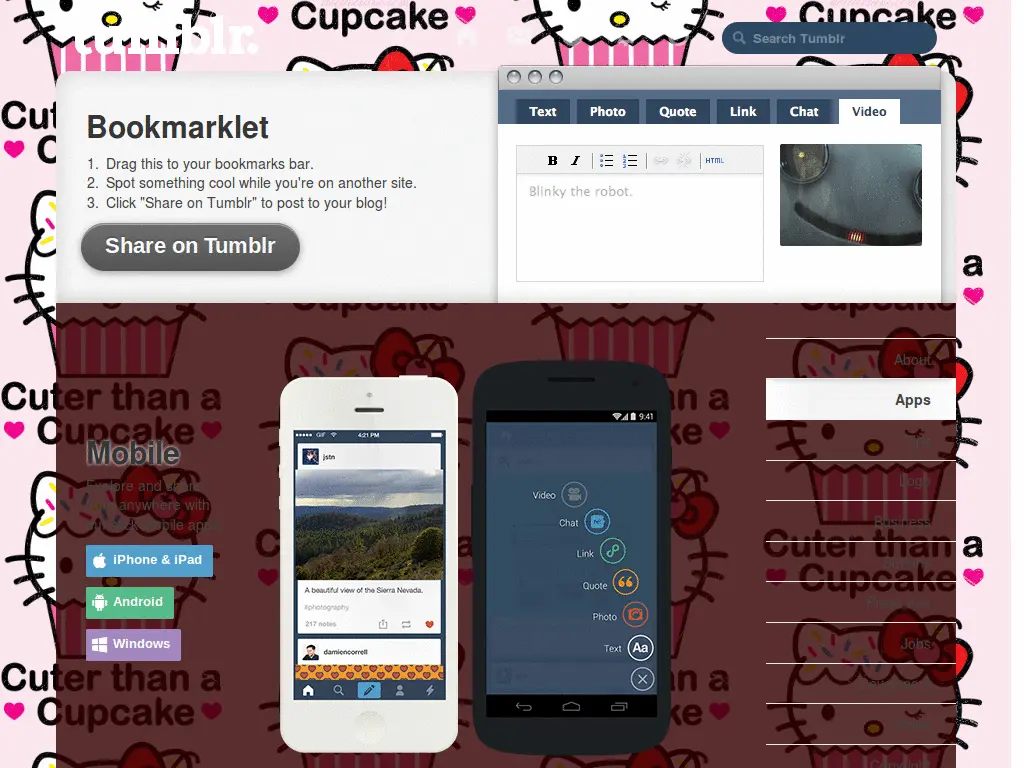 Cupcake
Cupcake
tumblr.
Search Tumblr
Cut
C
Bookmarklet
1. Drag this to your bookmarks bar.
2. Spot something cool while you're on another site.
3. Click "Share on Tumblr" to post to your blog!
Share on Tumblr
Text Photo Quote Link Chat Video
B I HTML
Blinky the robot.
a
Cupcake
Cuter than a
Cupcake
Mobile
Explore and share
anywhere with
mobile apps
iPhone & iPad
Android
Windows
GIF 4:21 PM
jstn
A beautiful view of the Sierra Nevada.
#photography
217 notes
damiencorrell
9:41
Video
Chat
Link
Quote
Photo
Text Aa
About
Apps
Logo
Business
Jobs
Copyright
Cuter than a
Cupcake
Cuter than a
Cupcake